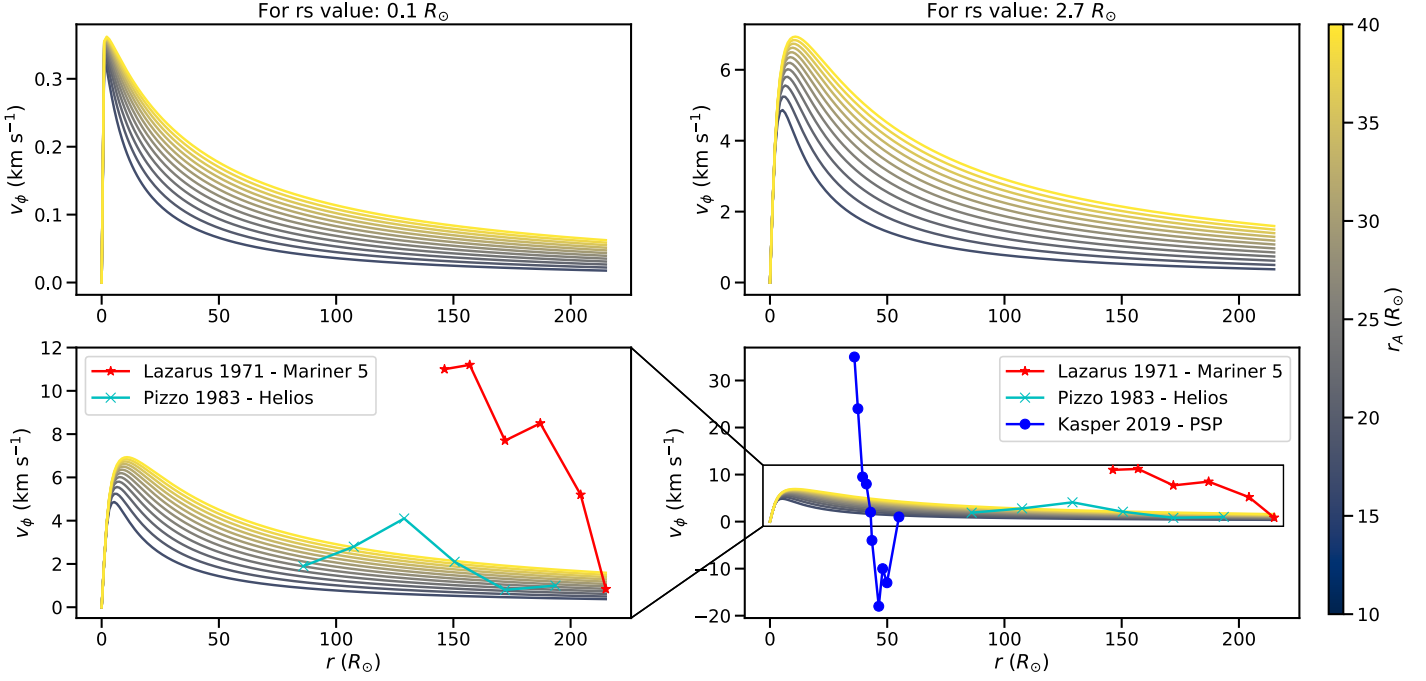 For rs value: 0.1 R⊙
For rs value: 2.7 R⊙
vϕ (km s⁻¹)
0.3
0.2
0.1
0.0
0 50 100 150 200
vϕ (km s⁻¹)
6
4
2
0
0 50 100 150 200
vϕ (km s⁻¹)
12
10
8
6
4
2
0
Lazarus 1971 - Mariner 5
Pizzo 1983 - Helios
0 50 100 150 200
r (R⊙)
vϕ (km s⁻¹)
30
20
10
0
−10
−20
Lazarus 1971 - Mariner 5
Pizzo 1983 - Helios
Kasper 2019 - PSP
0 50 100 150 200
r (R⊙)
40
35
30
25
20
15
10
rA (R⊙)